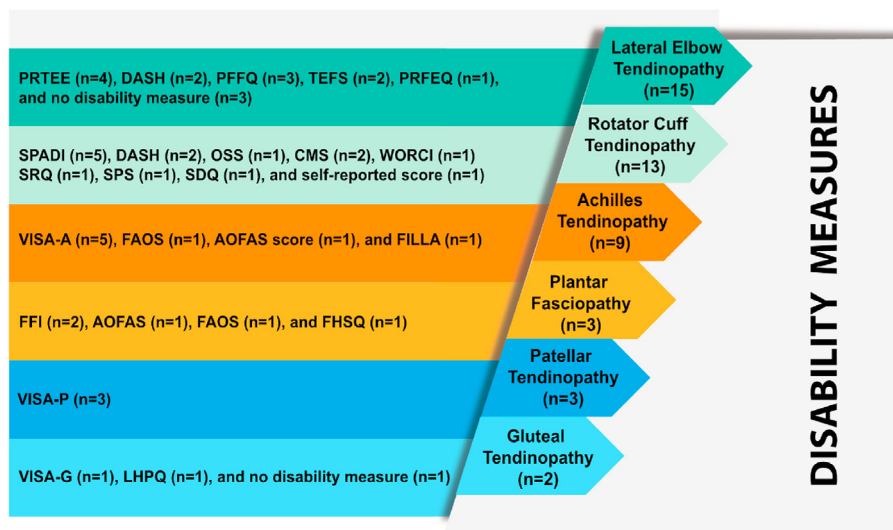 PRTEE (n=4), DASH (n=2), PFFQ (n=3), TEFS (n=2), PRFEQ (n=1),
and no disability measure (n=3)
Lateral Elbow
Tendinopathy
(n=15)
SPADI (n=5), DASH (n=2), OSS (n=1), CMS (n=2), WORCI (n=1)
SRQ (n=1), SPS (n=1), SDQ (n=1), and self-reported score (n=1)
Rotator Cuff
Tendinopathy
(n=13)
VISA-A (n=5), FAOS (n=1), AOFAS score (n=1), and FILLA (n=1)
Achilles
Tendinopathy
(n=9)
FFI (n=2), AOFAS (n=1), FAOS (n=1), and FHSQ (n=1)
Plantar
Fasciopathy
(n=3)
VISA-P (n=3)
Patellar
Tendinopathy
(n=3)
VISA-G (n=1), LHPQ (n=1), and no disability measure (n=1)
Gluteal
Tendinopathy
(n=2)
DISABILITY MEASURES